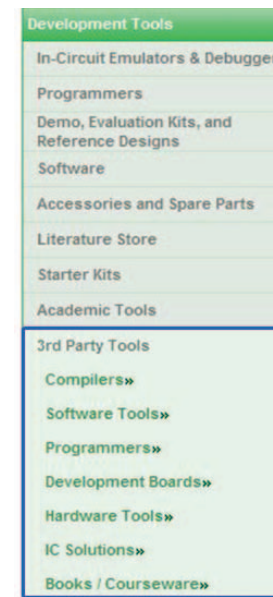 Development Tools
In-Circuit Emulators & Debugger
Programmers
Demo, Evaluation Kits, and
Reference Designs
Software
Accessories and Spare Parts
Literature Store
Starter Kits
Academic Tools
3rd Party Tools
Compilers»
Software Tools»
Programmers»
Development Boards»
Hardware Tools»
IC Solutions»
Books / Courseware»